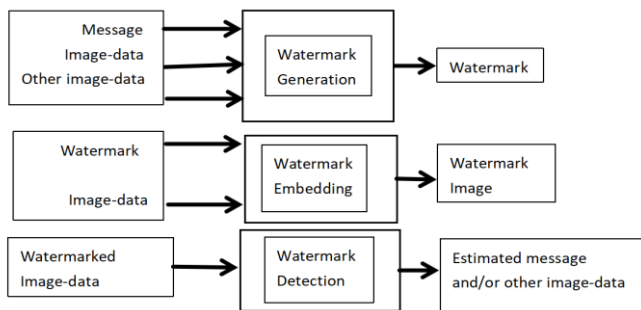 Message
Image-data
Other image-data
Watermark
Generation
Watermark
Watermark
Image-data
Watermark
Embedding
Watermark
Image
Watermarked
Image-data
Watermark
Detection
Estimated message
and/or other image-data